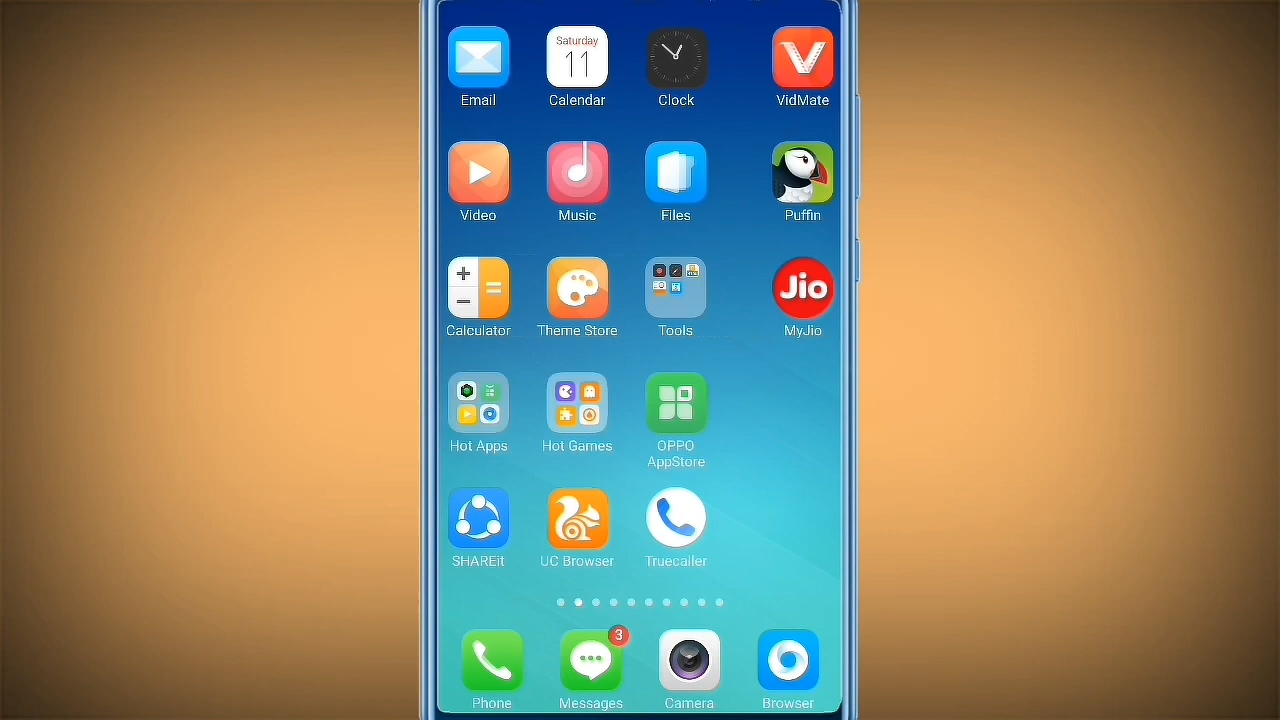 Saturday
11
Email
Calendar
Clock
VidMate
Video
Music
Files
Puffin
Jio
Calculator
Theme Store
Tools
MyJio
Hot Apps
Hot Games
OPPO
AppStore
SHAREit
UC Browser
Truecaller
3
Phone
Messages
Camera
Browser